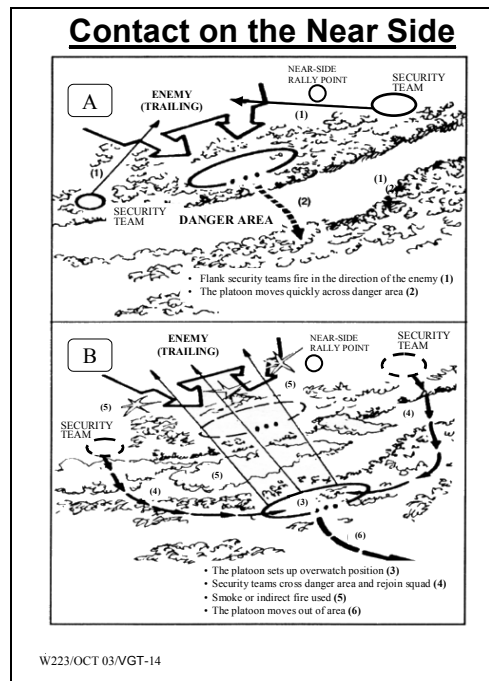 Contact on the Near Side
A
ENEMY
(TRAILING)
NEAR-SIDE
RALLY POINT
SECURITY
TEAM
(1)
(1)
SECURITY
TEAM
DANGER AREA
(2)
(1)
(2)
• Flank security teams fire in the direction of the enemy (1)
• The platoon moves quickly across danger area (2)
B
ENEMY
(TRAILING)
NEAR-SIDE
RALLY POINT
SECURITY
TEAM
(5)
(5)
(4)
SECURITY
TEAM
(5)
(4)
(3)
(6)
• The platoon sets up overwatch position (3)
• Security teams cross danger area and rejoin squad (4)
• Smoke or indirect fire used (5)
• The platoon moves out of area (6)
W223/OCT 03/VGT-14